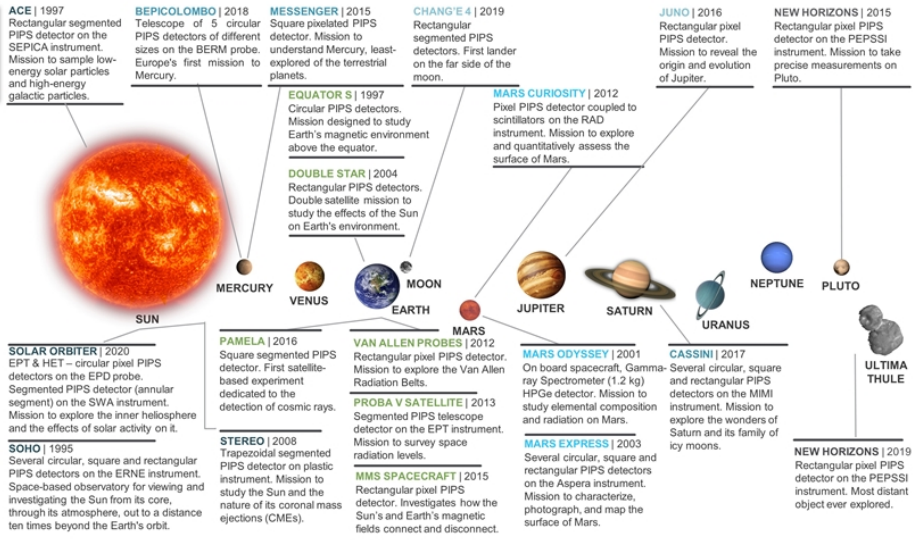 ACE | 1997
Rectangular segmented
PIPS detector on the
SEPICA instrument.
Mission to sample low-
energy solar particles
and high-energy
galactic particles.
BEPICOLOMBO | 2018
Telescope of 5 circular
PIPS detectors of different
sizes on the BERM probe.
Europe's first mission to
Mercury.
MESSENGER | 2015
Square pixelated PIPS
detector. Mission to
understand Mercury, least-
explored of the terrestrial
planets.
CHANG'E 4 | 2019
Rectangular
segmented PIPS
detectors. First lander
on the far side of the
moon.
JUNO | 2016
Rectangular pixel
PIPS detector.
Mission to reveal the
origin and evolution
of Jupiter.
NEW HORIZONS | 2015
Rectangular pixel PIPS
detector on the PEPSSI
instrument. Mission to take
precise measurements on
Pluto.
EQUATOR S | 1997
Circular PIPS detectors.
Mission designed to study
Earth's magnetic environment
above the equator.
MARS CURIOSITY | 2012
Pixel PIPS detector coupled to
scintillators on the RAD
instrument. Mission to explore
and quantitatively assess the
surface of Mars.
DOUBLE STAR | 2004
Rectangular PIPS detectors.
Double satellite mission to
study the effects of the Sun
on Earth's environment.
SUN
MERCURY
VENUS
EARTH
MOON
MARS
JUPITER
SATURN
URANUS
NEPTUNE
PLUTO
ULTIMA
THULE
SOLAR ORBITER | 2020
EPT & HET – circular pixel PIPS
detectors on the EPD probe.
Segmented PIPS detector (annular
segment) on the SWA instrument.
Mission to explore the inner heliosphere
and the effects of solar activity on it.
SOHO | 1995
Several circular, square and rectangular
PIPS detectors on the ERNE instrument.
Space-based observatory for viewing and
investigating the Sun from its core,
through its atmosphere, out to a distance
ten times beyond the Earth's orbit.
PAMELA | 2016
Square segmented PIPS
detector. First satellite-
based experiment
dedicated to the
detection of cosmic rays.
STEREO | 2008
Trapezoidal segmented
PIPS detector on plastic
instrument. Mission to
study the Sun and the
nature of its coronal mass
ejections (CMEs).
VAN ALLEN PROBES | 2012
Rectangular pixel PIPS detector.
Mission to explore the Van Allen
Radiation Belts.
PROBA V SATELLITE | 2013
Segmented PIPS telescope
detector on the EPT instrument.
Mission to survey space
radiation levels.
MMS SPACECRAFT | 2015
Rectangular pixel PIPS
detector. Investigates how the
Sun's and Earth's magnetic
fields connect and disconnect.
MARS ODYSSEY | 2001
On board spacecraft, Gamma-
ray Spectrometer (1.2 kg)
HPGe detector. Mission to
study elemental composition
and radiation on Mars.
MARS EXPRESS | 2003
Several circular, square and
rectangular PIPS detectors
on the Aspera instrument.
Mission to characterize,
photograph, and map the
surface of Mars.
CASSINI | 2017
Several circular, square
and rectangular PIPS
detectors on the MIMI
instrument. Mission to
explore the wonders of
Saturn and its family of
icy moons.
NEW HORIZONS | 2019
Rectangular pixel PIPS
detector on the PEPSSI
instrument. Most distant
object ever explored.